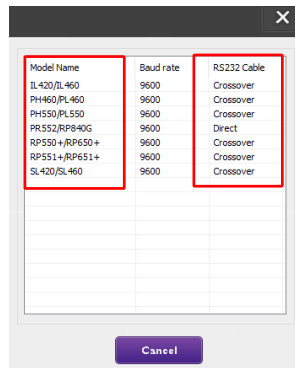 Model Name Baud rate RS232 Cable
IL420/IL460 9600 Crossover
PH460/PL460 9600 Crossover
PH550/PL550 9600 Crossover
PR552/RP840G 9600 Direct
RP550+/RP650+ 9600 Crossover
RP551+/RP651+ 9600 Crossover
SL420/SL460 9600 Crossover
Cancel